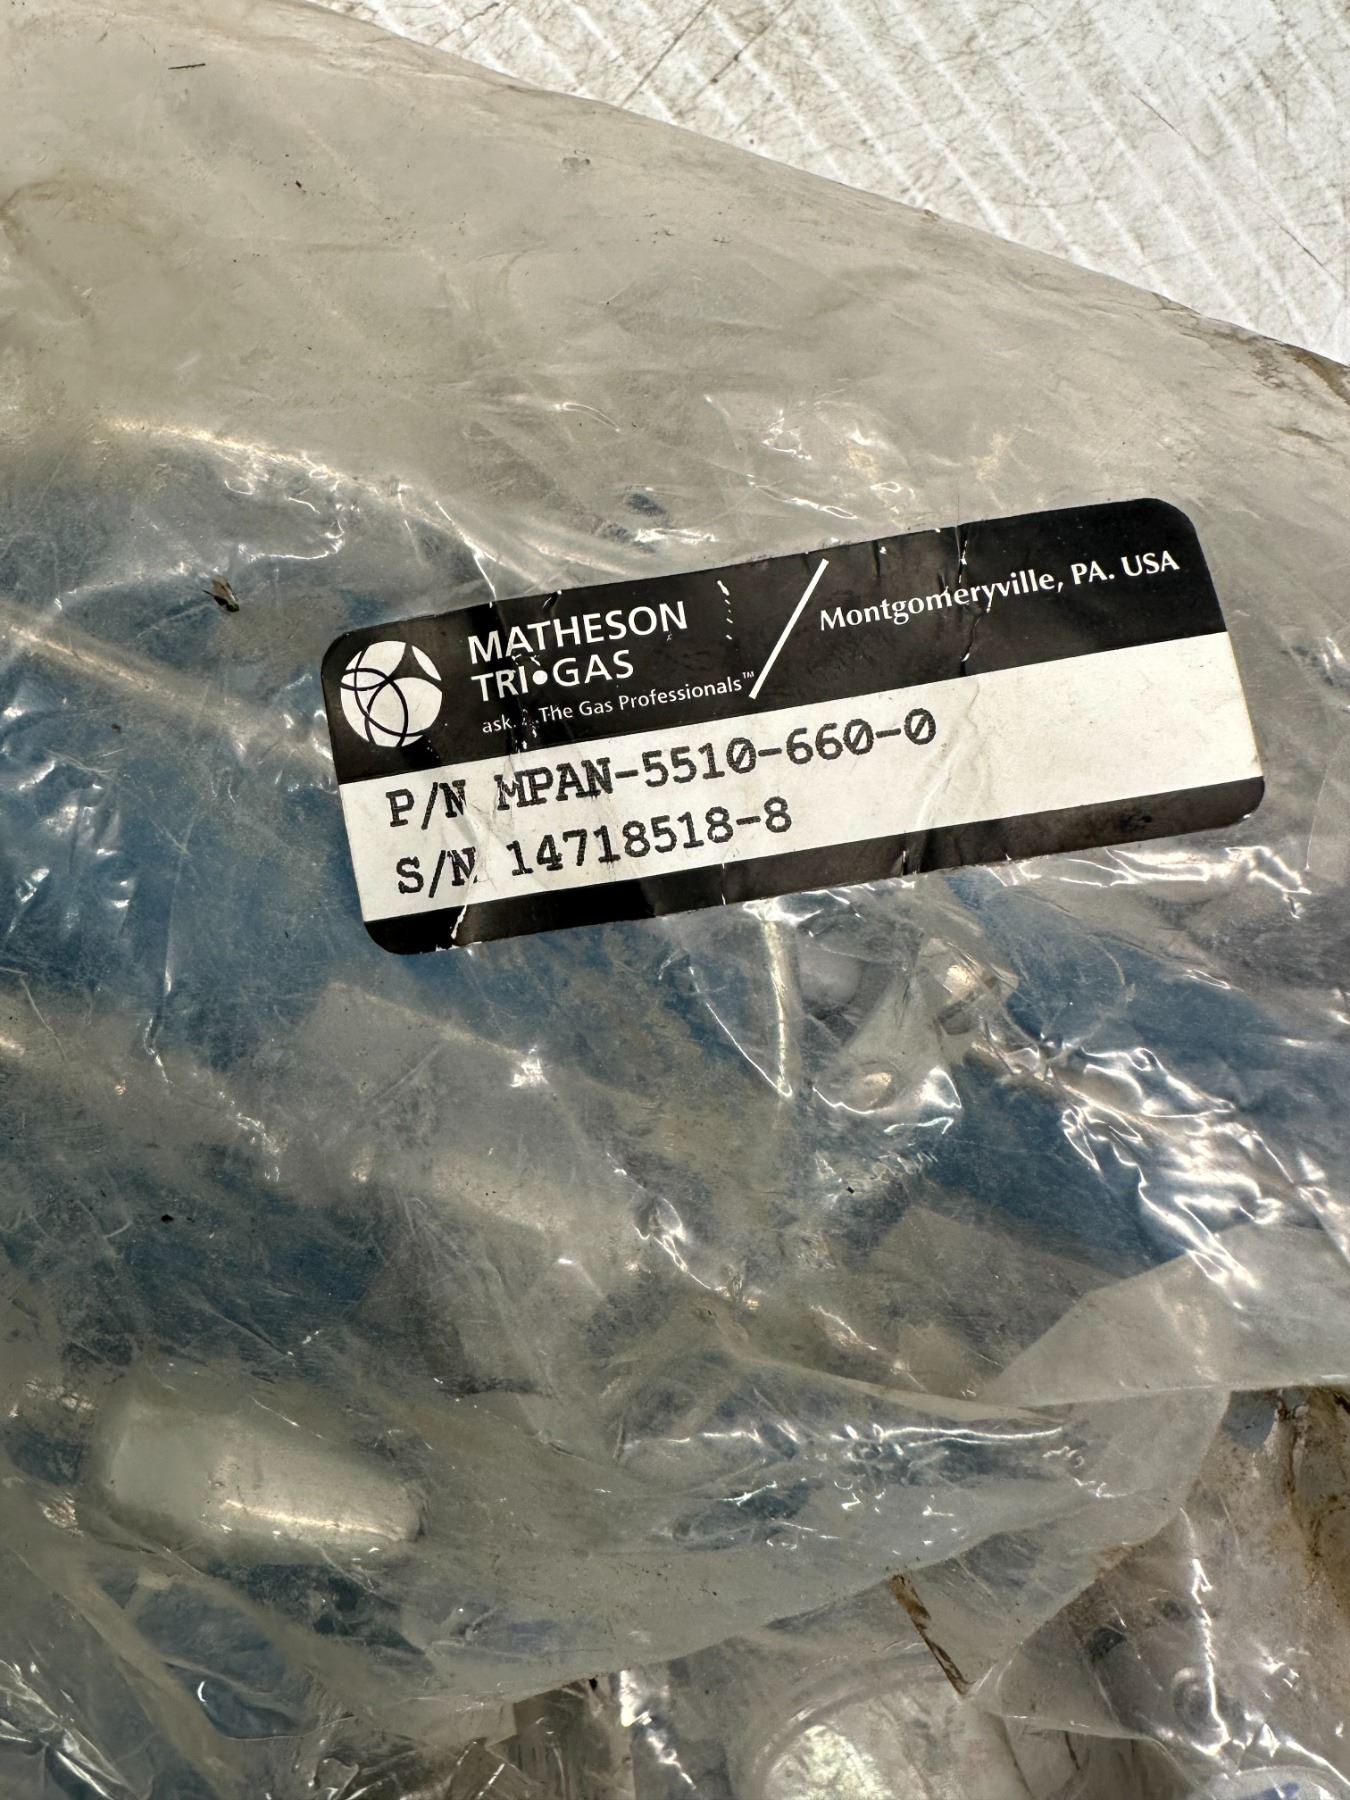 MATHESON
TRI•GAS
ask. . .The Gas Professionals™
Montgomeryville, PA. USA
P/N MPAN-5510-660-0
S/N 14718518-8